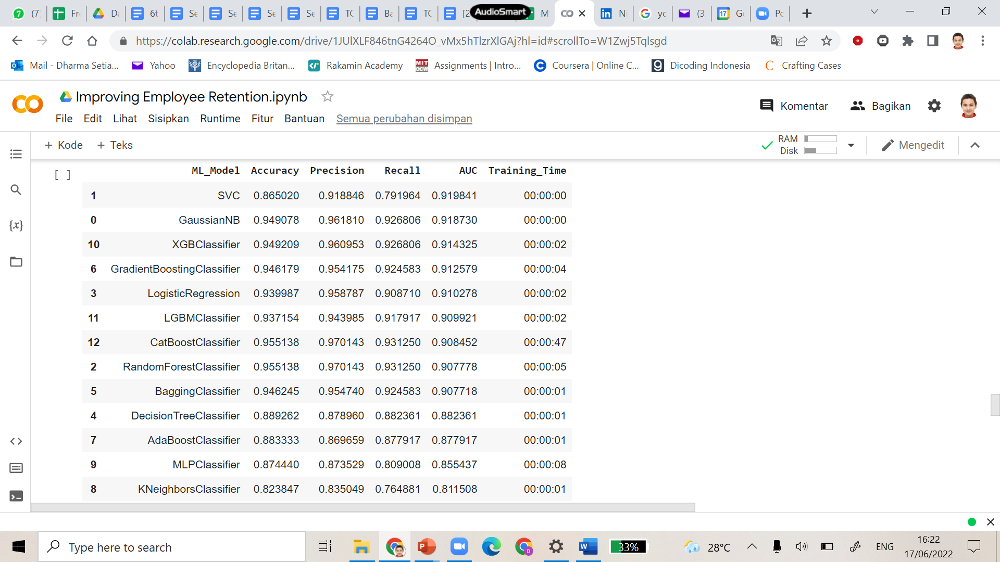 (7) Fr Da 6t Se Se Se Se TC Ba TC [2 AudioSmart M Ni yc (3 Go Pc
https://colab.research.google.com/drive/1JUlXLF846tnG4264O_vMx5hTlzrXlGAj?hl=id#scrollTo=W1Zwj5Tqlsgd
Mail - Dharma Setia... Yahoo Encyclopedia Britan... Rakamin Academy Assignments | Intro... Coursera | Online C... Dicoding Indonesia Crafting Cases
Improving Employee Retention.ipynb
Komentar Bagikan
File Edit Lihat Sisipkan Runtime Fitur Bantuan Semua perubahan disimpan
+ Kode + Teks
RAM
Disk
Mengedit
[ ]
ML_Model Accuracy Precision Recall AUC Training_Time
1 SVC 0.865020 0.918846 0.791964 0.919841 00:00:00
0 GaussianNB 0.949078 0.961810 0.926806 0.918730 00:00:00
10 XGBClassifier 0.949209 0.960953 0.926806 0.914325 00:00:02
6 GradientBoostingClassifier 0.946179 0.954175 0.924583 0.912579 00:00:04
3 LogisticRegression 0.939987 0.958787 0.908710 0.910278 00:00:02
11 LGBMClassifier 0.937154 0.943985 0.917917 0.909921 00:00:02
12 CatBoostClassifier 0.955138 0.970143 0.931250 0.908452 00:00:47
2 RandomForestClassifier 0.955138 0.970143 0.931250 0.907778 00:00:05
5 BaggingClassifier 0.946245 0.954740 0.924583 0.907718 00:00:01
4 DecisionTreeClassifier 0.889262 0.878960 0.882361 0.882361 00:00:01
7 AdaBoostClassifier 0.883333 0.869659 0.877917 0.877917 00:00:01
9 MLPClassifier 0.874440 0.873529 0.809008 0.855437 00:00:08
8 KNeighborsClassifier 0.823847 0.835049 0.764881 0.811508 00:00:01
Type here to search
33%
28°C
ENG
16:22
17/06/2022